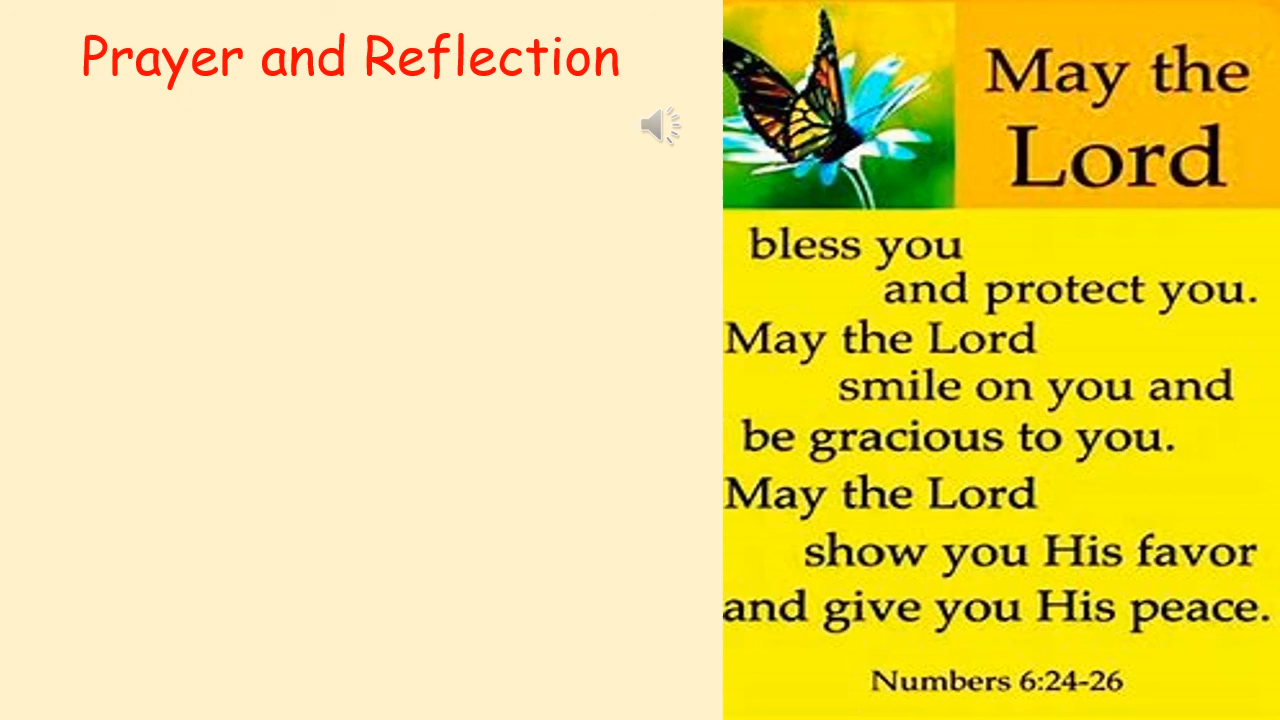 Prayer and Reflection
May the
Lord
bless you
and protect you.
May the Lord
smile on you and
be gracious to you.
May the Lord
show you His favor
and give you His peace.
Numbers 6:24-26